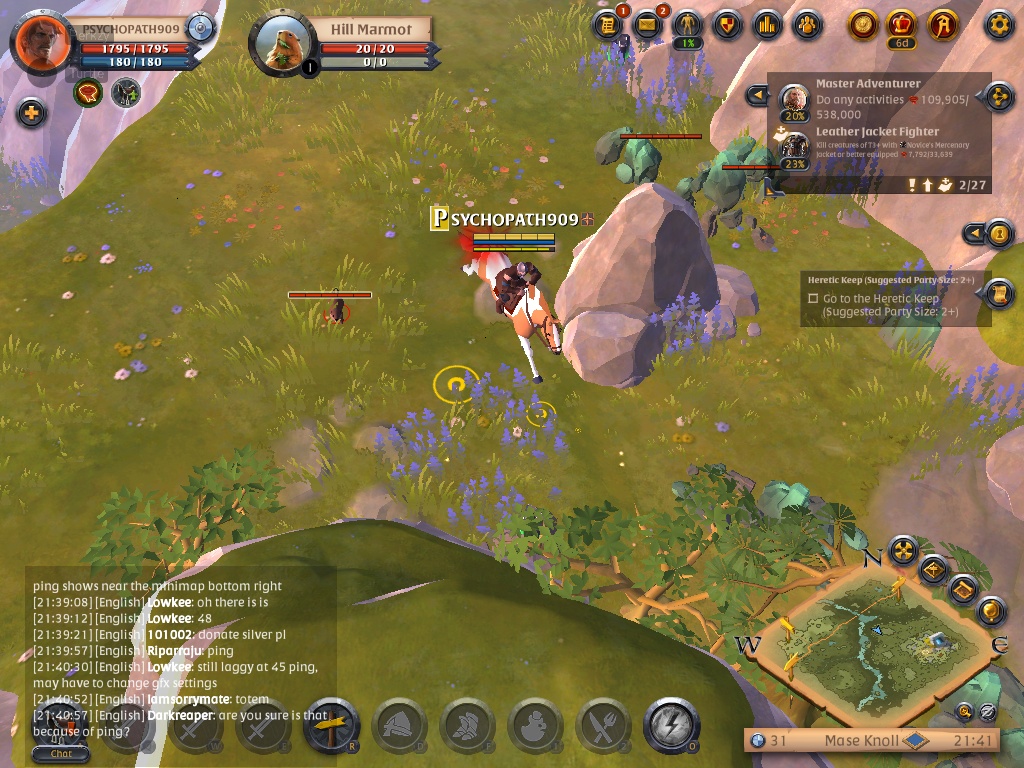 PSYCHOPATH909
1795/1795
180/180
Hill Marmot
20/20
0/0
I
1
2
1%
6d
Master Adventurer
Do any activities 109,905/
538,000
20%
Leather Jacket Fighter
Kill creatures of T3+ with Novice's Mercenary
Jacket or better equipped 7,792/33,639
23%
2/27
PSYCHOPATH909
Heretic Keep (Suggested Party Size: 2+)
Go to the Heretic Keep
(Suggested Party Size: 2+)
ping shows near the minimap bottom right
[21:39:08] [English] Lowkee: oh there is is
[21:39:12] [English] Lowkee: 48
[21:39:21] [English] 101002: donate silver pl
[21:39:57] [English] Riparraju: ping
[21:40:30] [English] Lowkee: still laggy at 45 ping,
may have to change gfx settings
[21:40:52] [English] Iamsorrymate: totem
[21:40:57] [English] Darkreaper: are you sure is that
because of ping?
Chat
W
R
O
N
W
E
31
Mase Knoll
21:41